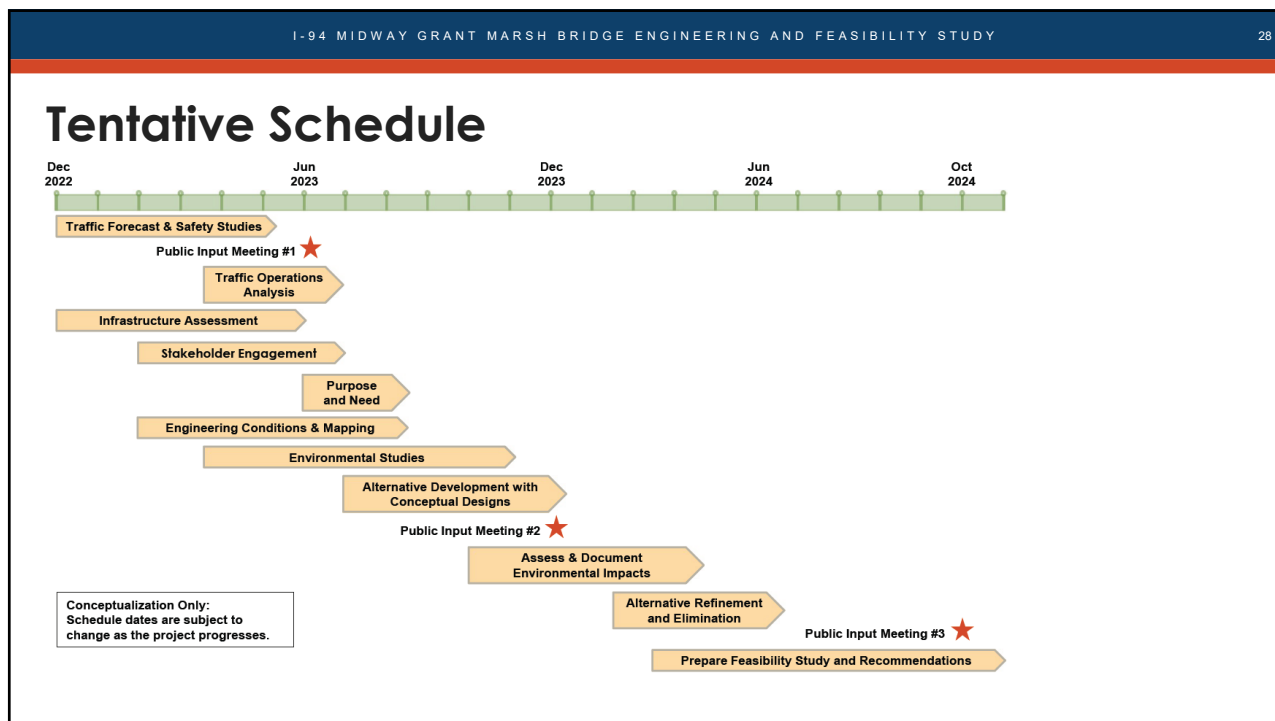 I-94 MIDWAY GRANT MARSH BRIDGE ENGINEERING AND FEASIBILITY STUDY
28
Tentative Schedule
Dec
2022
Jun
2023
Dec
2023
Jun
2024
Oct
2024
Traffic Forecast & Safety Studies
Public Input Meeting #1
Traffic Operations
Analysis
Infrastructure Assessment
Stakeholder Engagement
Purpose
and Need
Engineering Conditions & Mapping
Environmental Studies
Alternative Development with
Conceptual Designs
Public Input Meeting #2
Assess & Document
Environmental Impacts
Alternative Refinement
and Elimination
Public Input Meeting #3
Prepare Feasibility Study and Recommendations
Conceptualization Only:
Schedule dates are subject to
change as the project progresses.